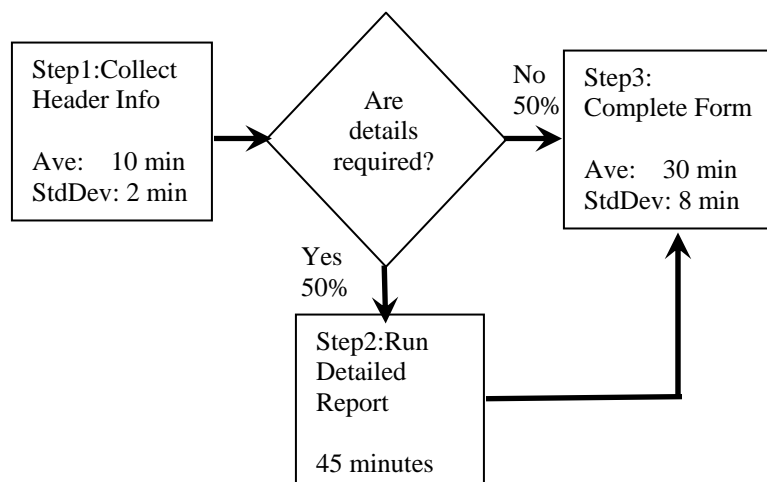 Step1:Collect
Header Info
Ave: 10 min
StdDev: 2 min
Are
details
required?
No
50%
Step3:
Complete Form
Ave: 30 min
StdDev: 8 min
Yes
50%
Step2:Run
Detailed
Report
45 minutes